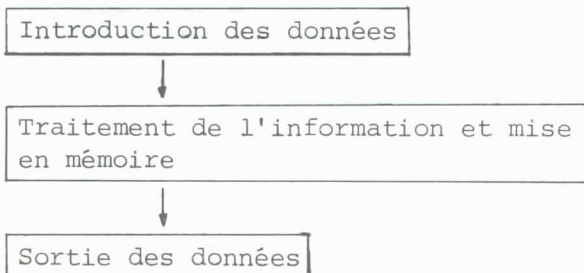 Introduction des données
Traitement de l'information et mise
en mémoire
Sortie des données